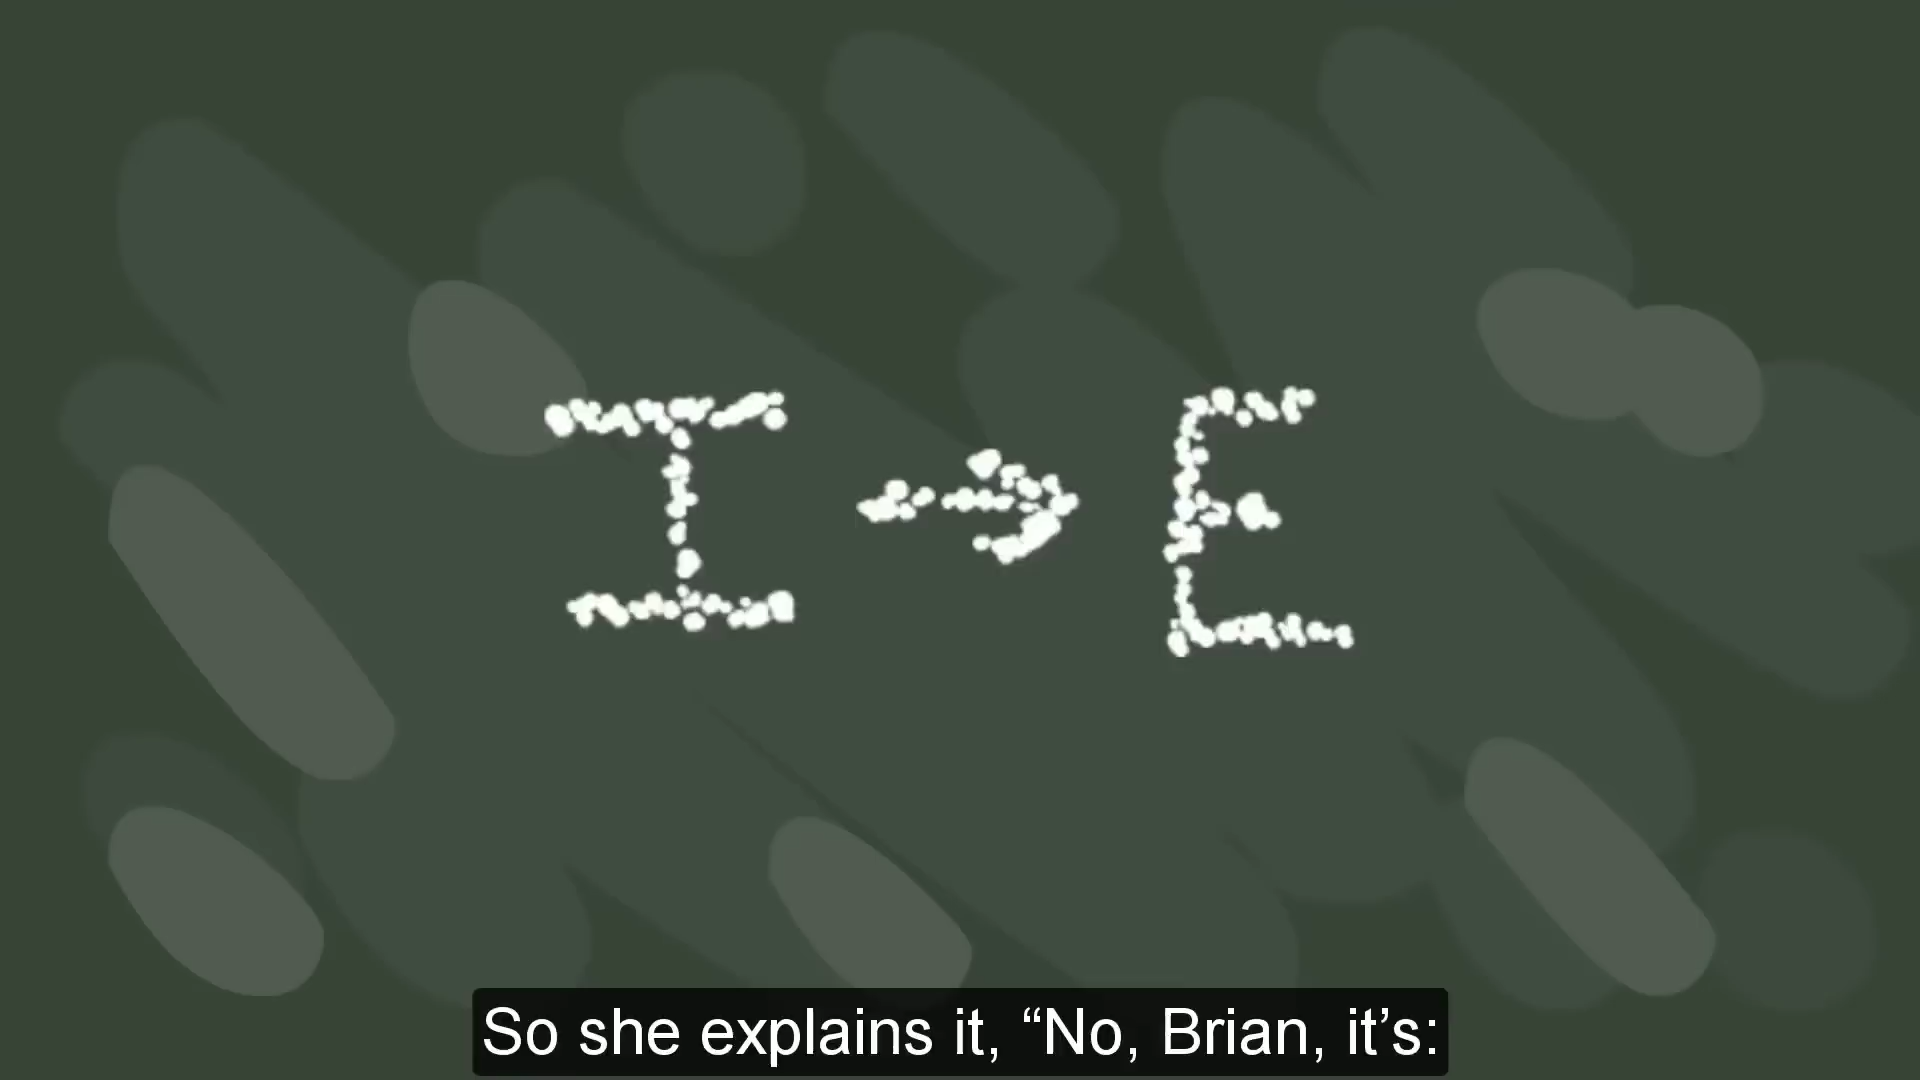 I → E
So she explains it, “No, Brian, it’s: